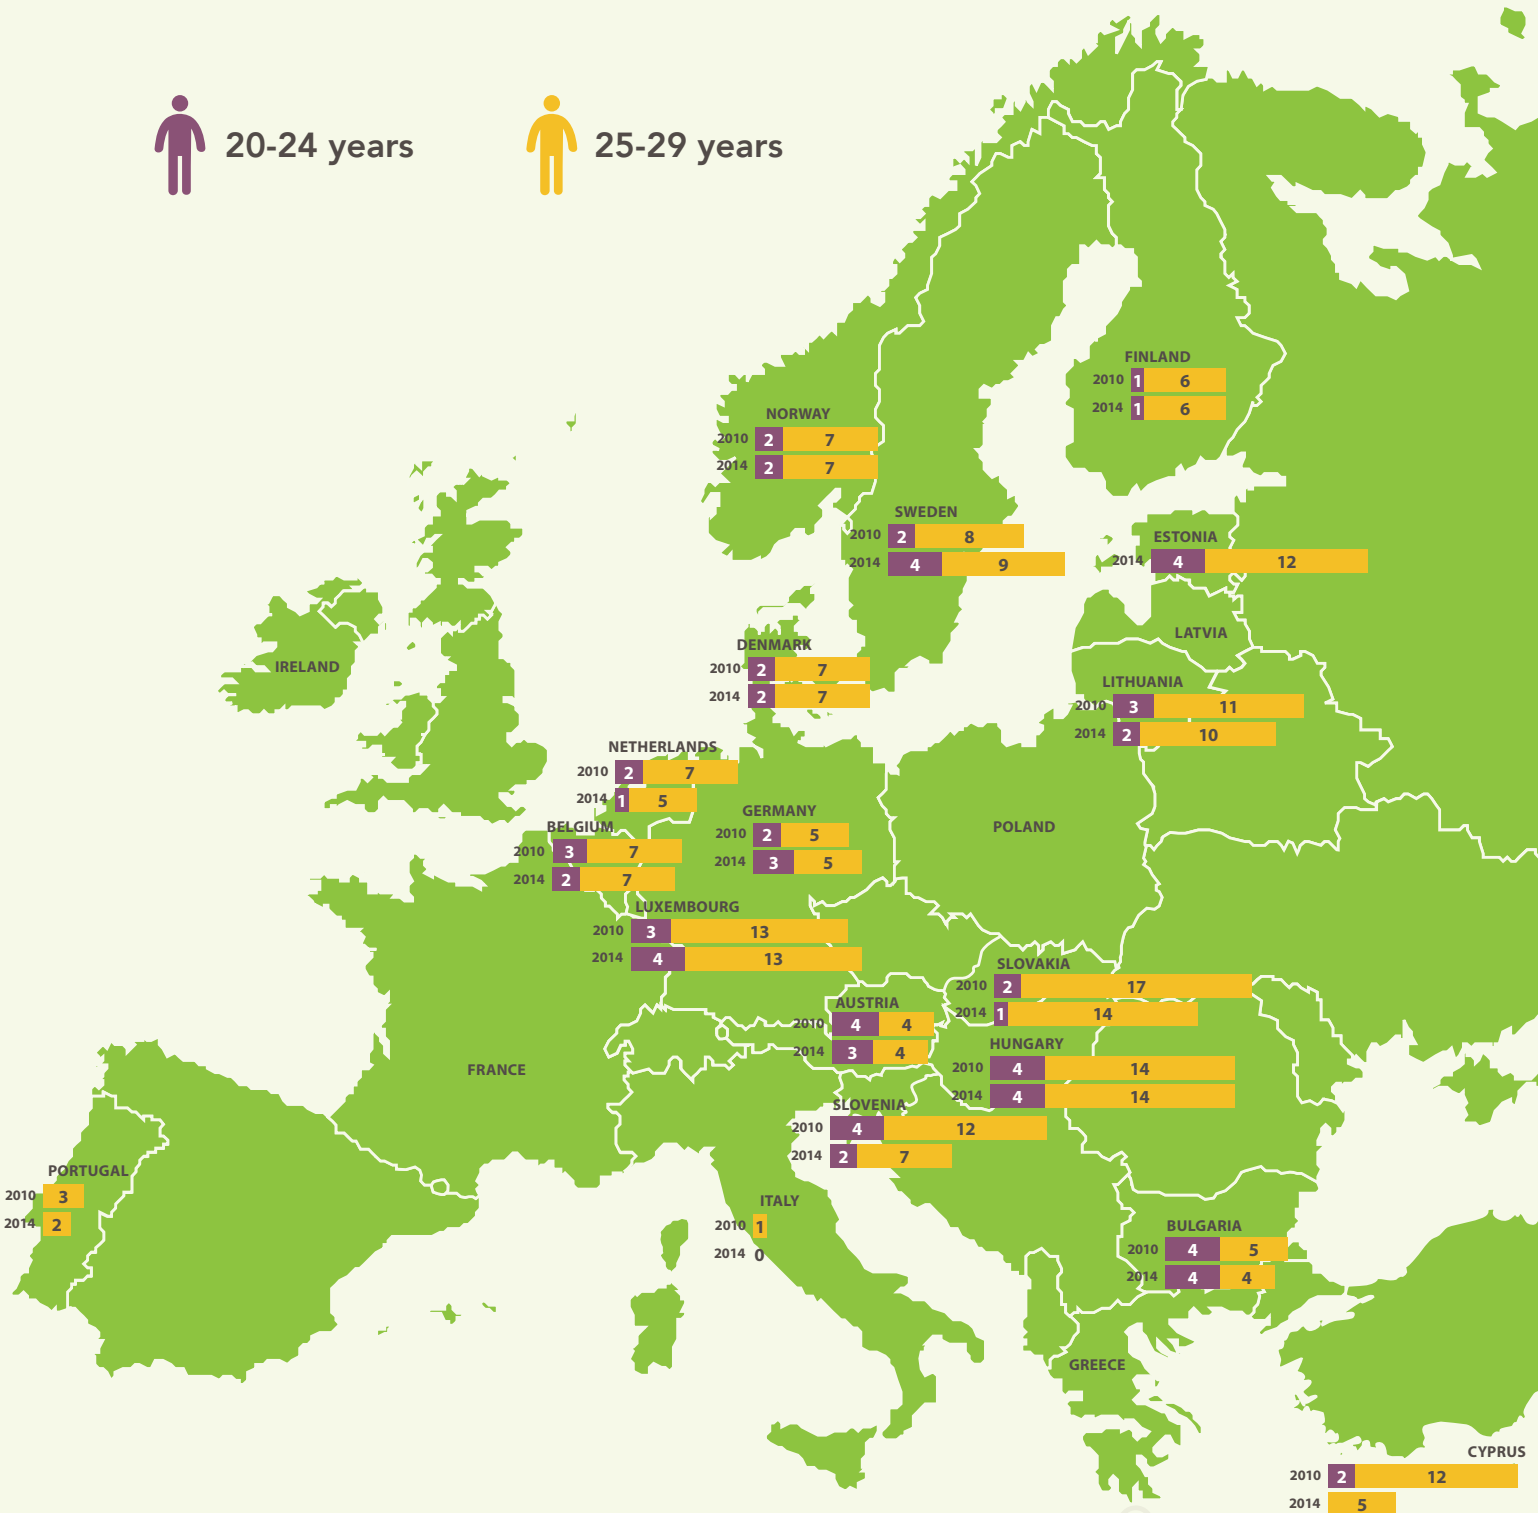 20-24 years
25-29 years
FINLAND
2010 1 6
2014 1 6
NORWAY
2010 2 7
2014 2 7
SWEDEN
2010 2 8
2014 4 9
ESTONIA
2014 4 12
LATVIA
IRELAND
DENMARK
2010 2 7
2014 2 7
LITHUANIA
2010 3 11
2014 2 10
NETHERLANDS
2010 2 7
2014 1 5
GERMANY
2010 2 5
2014 3 5
POLAND
BELGIUM
2010 3 7
2014 2 7
LUXEMBOURG
2010 3 13
2014 4 13
SLOVAKIA
2010 2 17
2014 1 14
AUSTRIA
2010 4 4
2014 3 4
HUNGARY
2010 4 14
2014 4 14
FRANCE
SLOVENIA
2010 4 12
2014 2 7
PORTUGAL
2010 3
2014 2
ITALY
2010 1
2014 0
BULGARIA
2010 4 5
2014 4 4
GREECE
CYPRUS
2010 2 12
2014 5